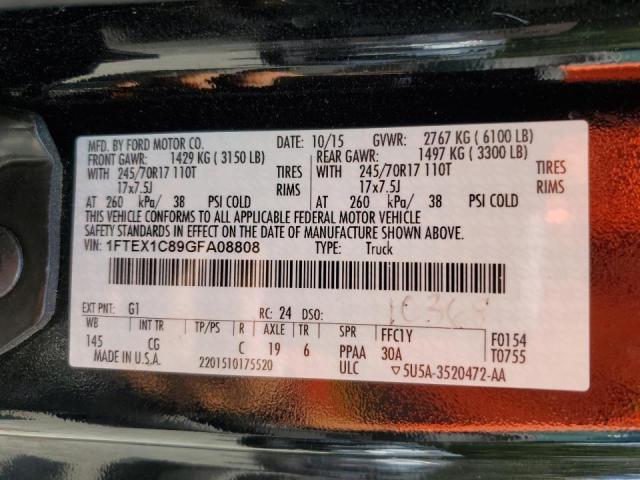 MFD. BY FORD MOTOR CO. DATE: 10/15 GVWR: 2767 KG ( 6100 LB)
FRONT GAWR: 1429 KG ( 3150 LB) REAR GAWR: 1497 KG ( 3300 LB)
WITH 245/70R17 110T TIRES WITH 245/70R17 110T TIRES
17x7.5J RIMS 17x7.5J RIMS
AT 260 kPa/ 38 PSI COLD AT 260 kPa/ 38 PSI COLD
THIS VEHICLE CONFORMS TO ALL APPLICABLE FEDERAL MOTOR VEHICLE
SAFETY STANDARDS IN EFFECT ON THE DATE OF MANUFACTURE SHOWN ABOVE.
VIN: 1FTEX1C89GFA08808 TYPE: Truck
EXT PNT: G1 RC: 24 DSO:
WB INT TR TP/PS R AXLE TR SPR FFC1Y F0154
145 CG C 19 6 PPAA 30A T0755
MADE IN U.S.A. 2201510175520 ULC ▽5U5A-3520472-AA